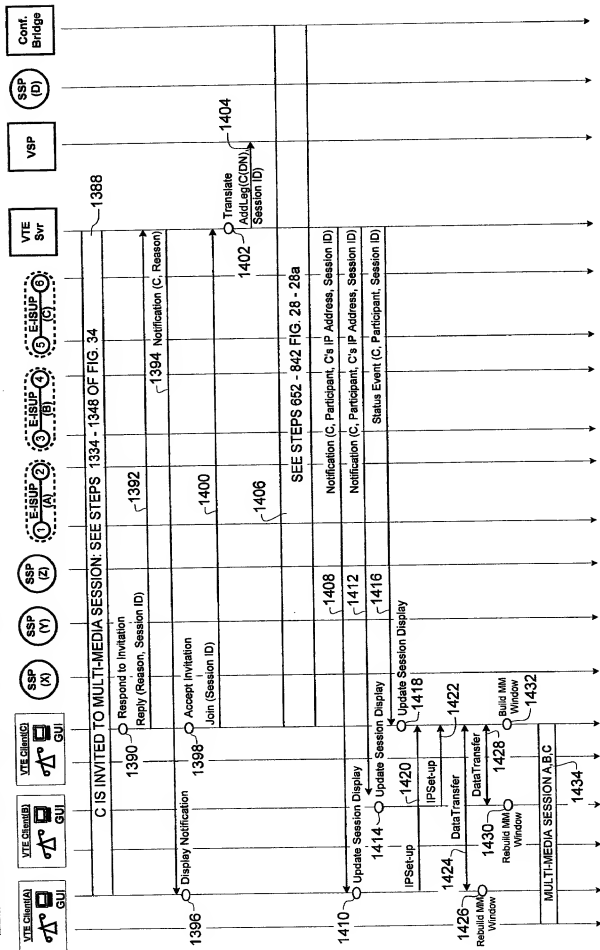 VTE Client(A)
GUI
VTE Client(B)
GUI
VTE Client(C)
GUI
SSP
(X)
SSP
(Y)
SSP
(Z)
1 E-ISUP 2
(A)
3 E-ISUP 4
(B)
5 E-ISUP 6
(C)
VTE
Svr
VSP
SSP
(D)
Conf.
Bridge
C IS INVITED TO MULTI-MEDIA SESSION: SEE STEPS 1334 - 1348 OF FIG. 34
1388
Respond to Invitation
1390
Reply (Reason, Session ID)
1392
1394 Notification (C, Reason)
Display Notification
1396
Accept Invitation
1398
Join (Session ID)
1400
Translate
1402
AddLeg(C(DN),
Session ID)
1404
1406
SEE STEPS 652 - 842 FIG. 28 - 28a
1408
Notification (C, Participant, C's IP Address, Session ID)
Update Session Display
1410
1412
Notification (C, Participant, C's IP Address, Session ID)
Update Session Display
1414
1416
Status Event (C, Participant, Session ID)
Update Session Display
1418
IPSet-up
1420
IPSet-up
1422
DataTransfer
1424
1426
Rebuild MM
Window
DataTransfer
1428
1430
Rebuild MM
Window
Build MM
Window
1432
MULTI-MEDIA SESSION A,B,C
1434